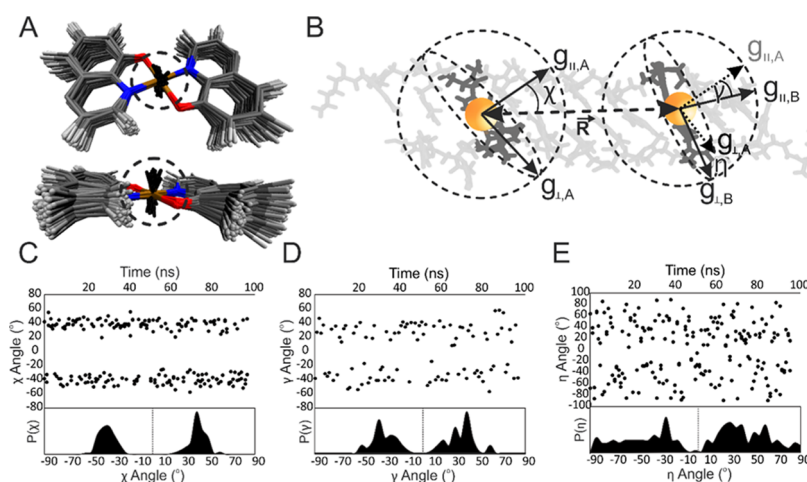 A
B
g||,A
χ
R
g⊥,A
g||,A
γ
g||,B
g⊥,A
η
g⊥,B
C
Time (ns)
20 40 60 80 100
χ Angle (°)
80
60
40
20
0
-20
-40
-60
-80
P(χ)
-90 -70 -50 -30 -10 10 30 50 70 90
χ Angle (°)
D
Time (ns)
20 40 60 80 100
γ Angle (°)
80
60
40
20
0
-20
-40
-60
-80
P(γ)
-90 -70 -50 -30 -10 10 30 50 70 90
γ Angle (°)
E
Time (ns)
20 40 60 80 100
η Angle (°)
100
80
60
40
20
0
-20
-40
-60
-80
-100
P(η)
-90 -70 -50 -30 -10 10 30 50 70 90
η Angle (°)